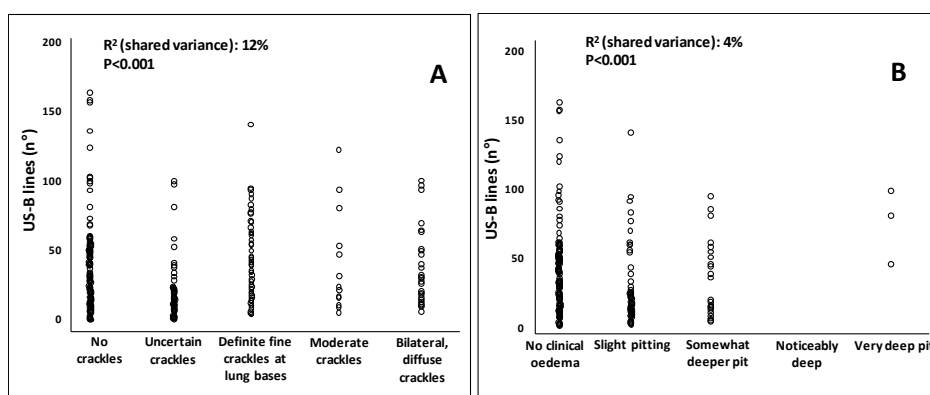 200
150
100
50
0
US-B lines (n°)
R² (shared variance): 12%
P<0.001
A
No
crackles
Uncertain
crackles
Definite fine
crackles at
lung bases
Moderate
crackles
Bilateral,
diffuse
crackles
200
150
100
50
0
US-B lines (n°)
R² (shared variance): 4%
P<0.001
B
No clinical
oedema
Slight pitting
Somewhat
deeper pit
Noticeably
deep
Very deep pit